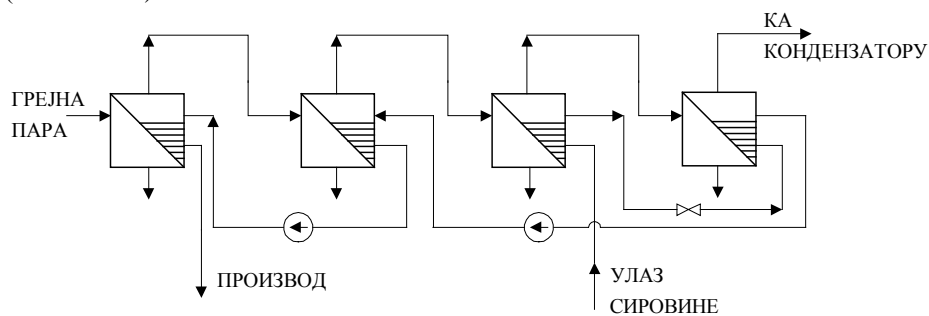 КА
КОНДЕНЗАТОРУ
ГРЕЈНА
ПАРА
ПРОИЗВОД
УЛАЗ
СИРОВИНЕ